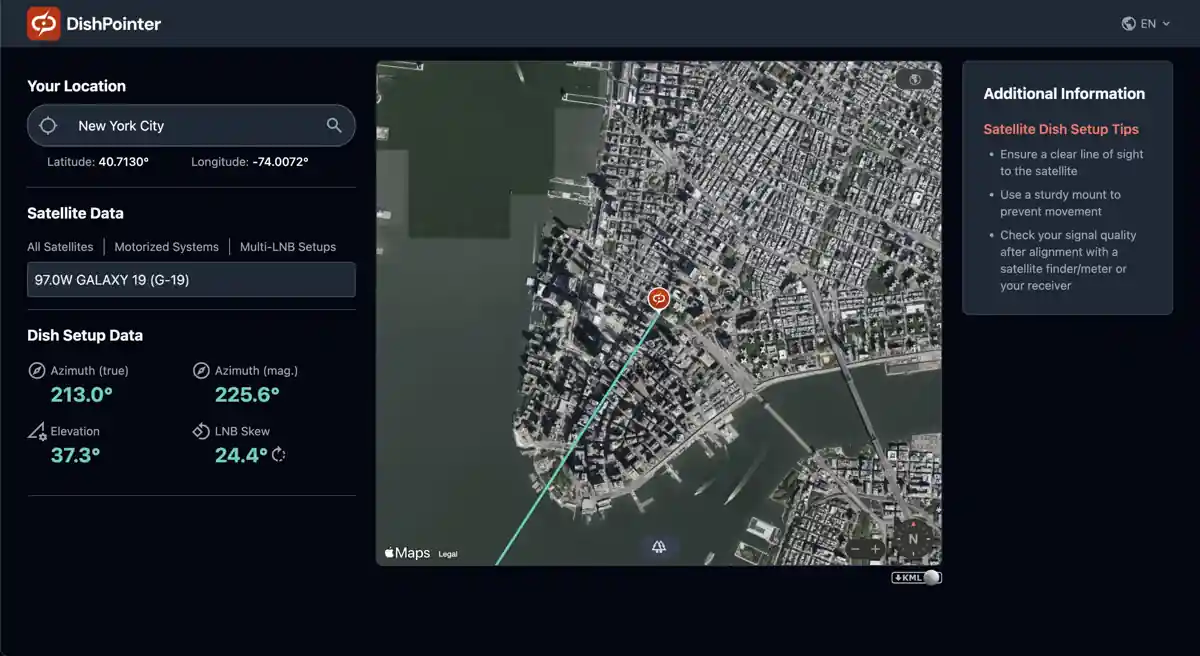 DishPointer
EN
Your Location
New York City
Latitude: 40.7130° Longitude: -74.0072°
Satellite Data
All Satellites | Motorized Systems | Multi-LNB Setups
97.0W GALAXY 19 (G-19)
Dish Setup Data
Azimuth (true) Azimuth (mag.)
213.0° 225.6°
Elevation LNB Skew
37.3° 24.4°
Maps Legal
N
KML
Additional Information
Satellite Dish Setup Tips
• Ensure a clear line of sight
to the satellite
• Use a sturdy mount to
prevent movement
• Check your signal quality
after alignment with a
satellite finder/meter or
your receiver